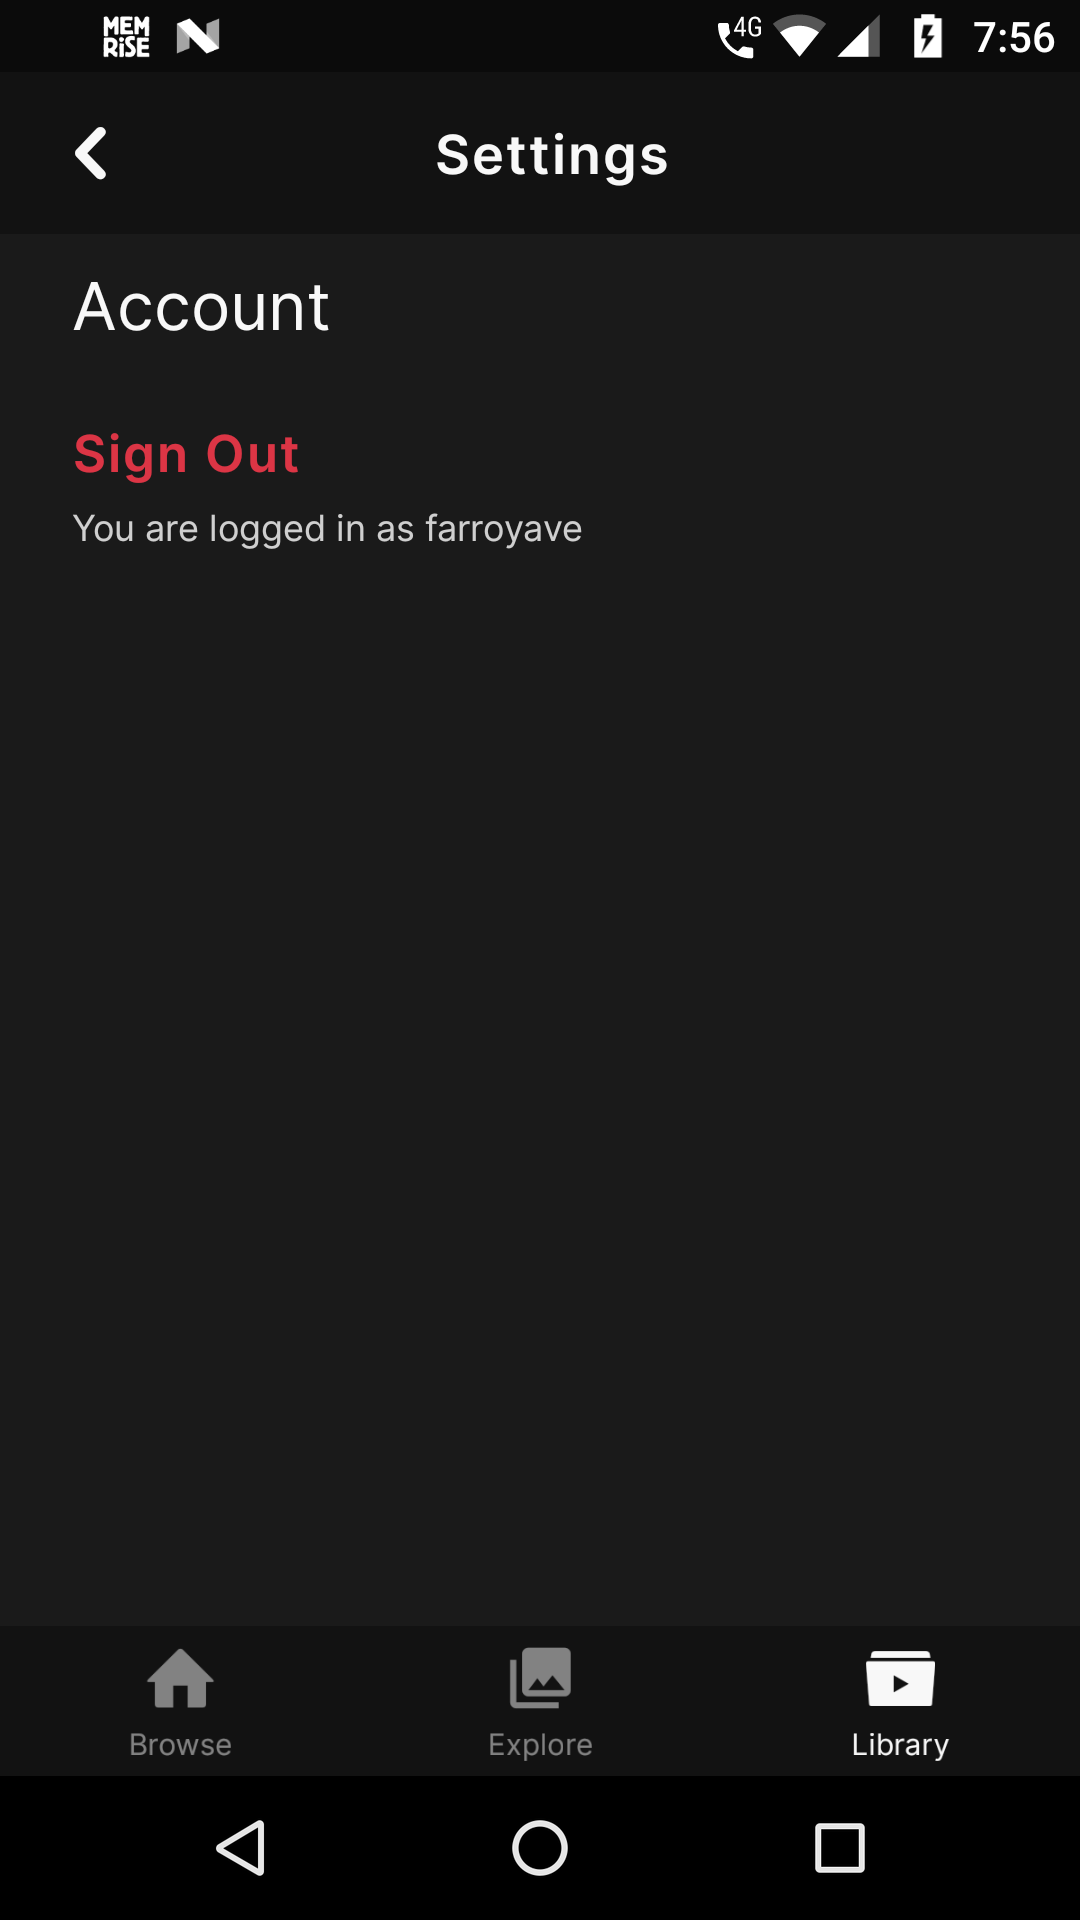 MEM
RiSE
4G
7:56
Settings
Account
Sign Out
You are logged in as farroyave
Browse
Explore
Library